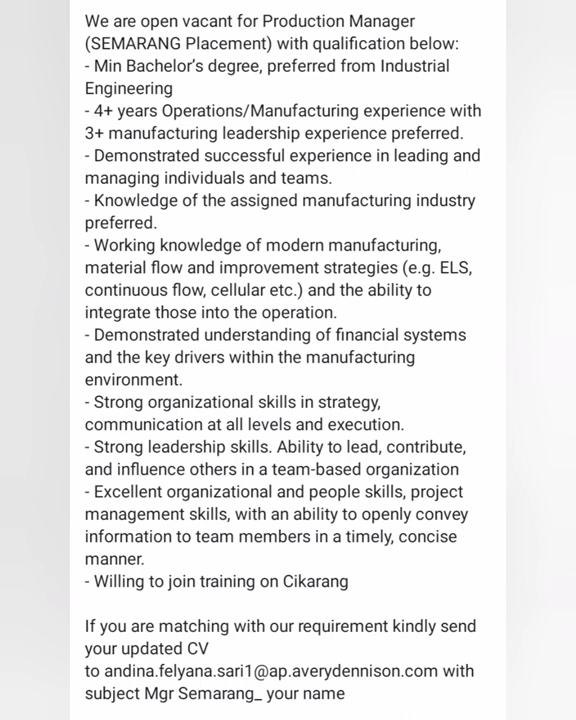 We are open vacant for Production Manager
(SEMARANG Placement) with qualification below:
- Min Bachelor’s degree, preferred from Industrial
Engineering
- 4+ years Operations/Manufacturing experience with
3+ manufacturing leadership experience preferred.
- Demonstrated successful experience in leading and
managing individuals and teams.
- Knowledge of the assigned manufacturing industry
preferred.
- Working knowledge of modern manufacturing,
material flow and improvement strategies (e.g. ELS,
continuous flow, cellular etc.) and the ability to
integrate those into the operation.
- Demonstrated understanding of financial systems
and the key drivers within the manufacturing
environment.
- Strong organizational skills in strategy,
communication at all levels and execution.
- Strong leadership skills. Ability to lead, contribute,
and influence others in a team-based organization
- Excellent organizational and people skills, project
management skills, with an ability to openly convey
information to team members in a timely, concise
manner.
- Willing to join training on Cikarang
If you are matching with our requirement kindly send
your updated CV
to andina.felyana.sari1@ap.averydennison.com with
subject Mgr Semarang_ your name